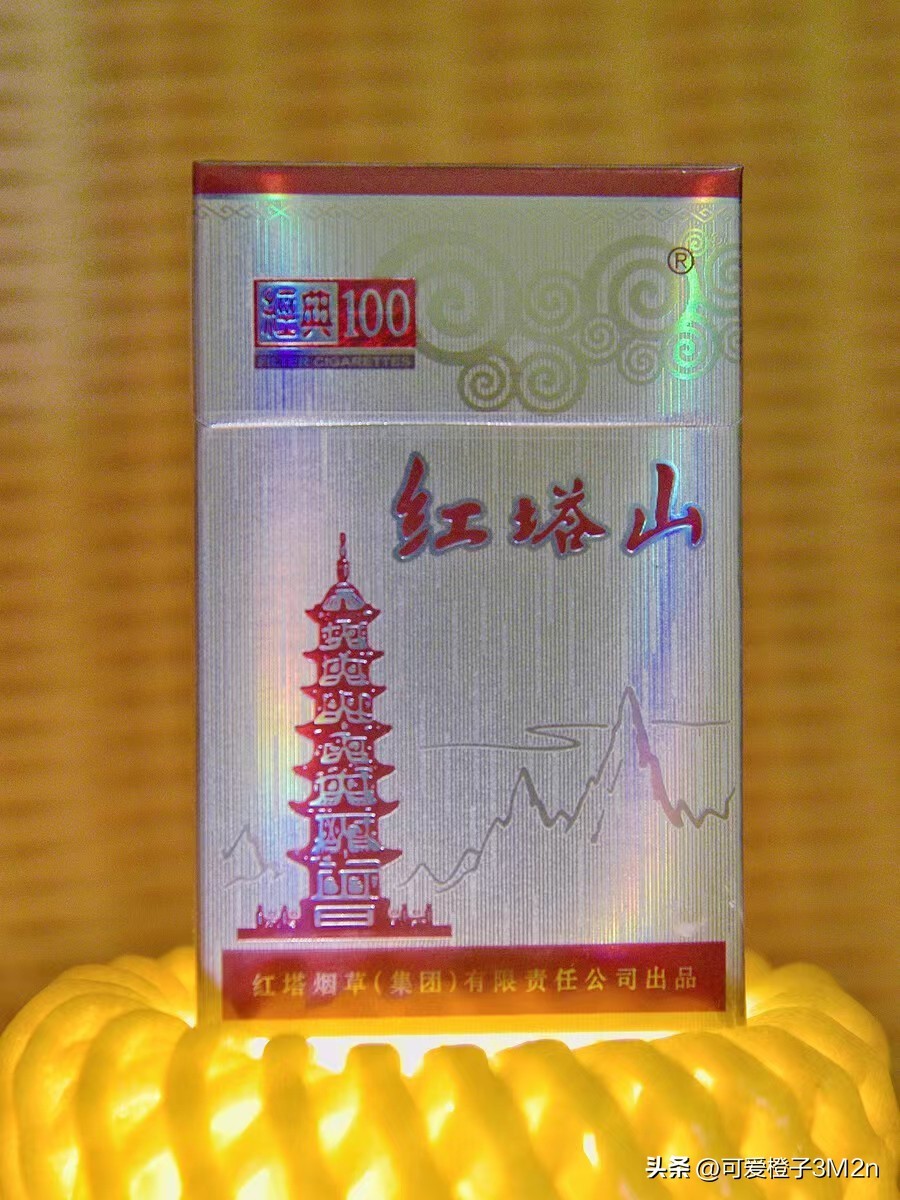 ®
經典100
FILTER CIGARETTES
红塔山
红塔烟草(集团)有限责任公司出品
头条 @可爱橙子3M2n